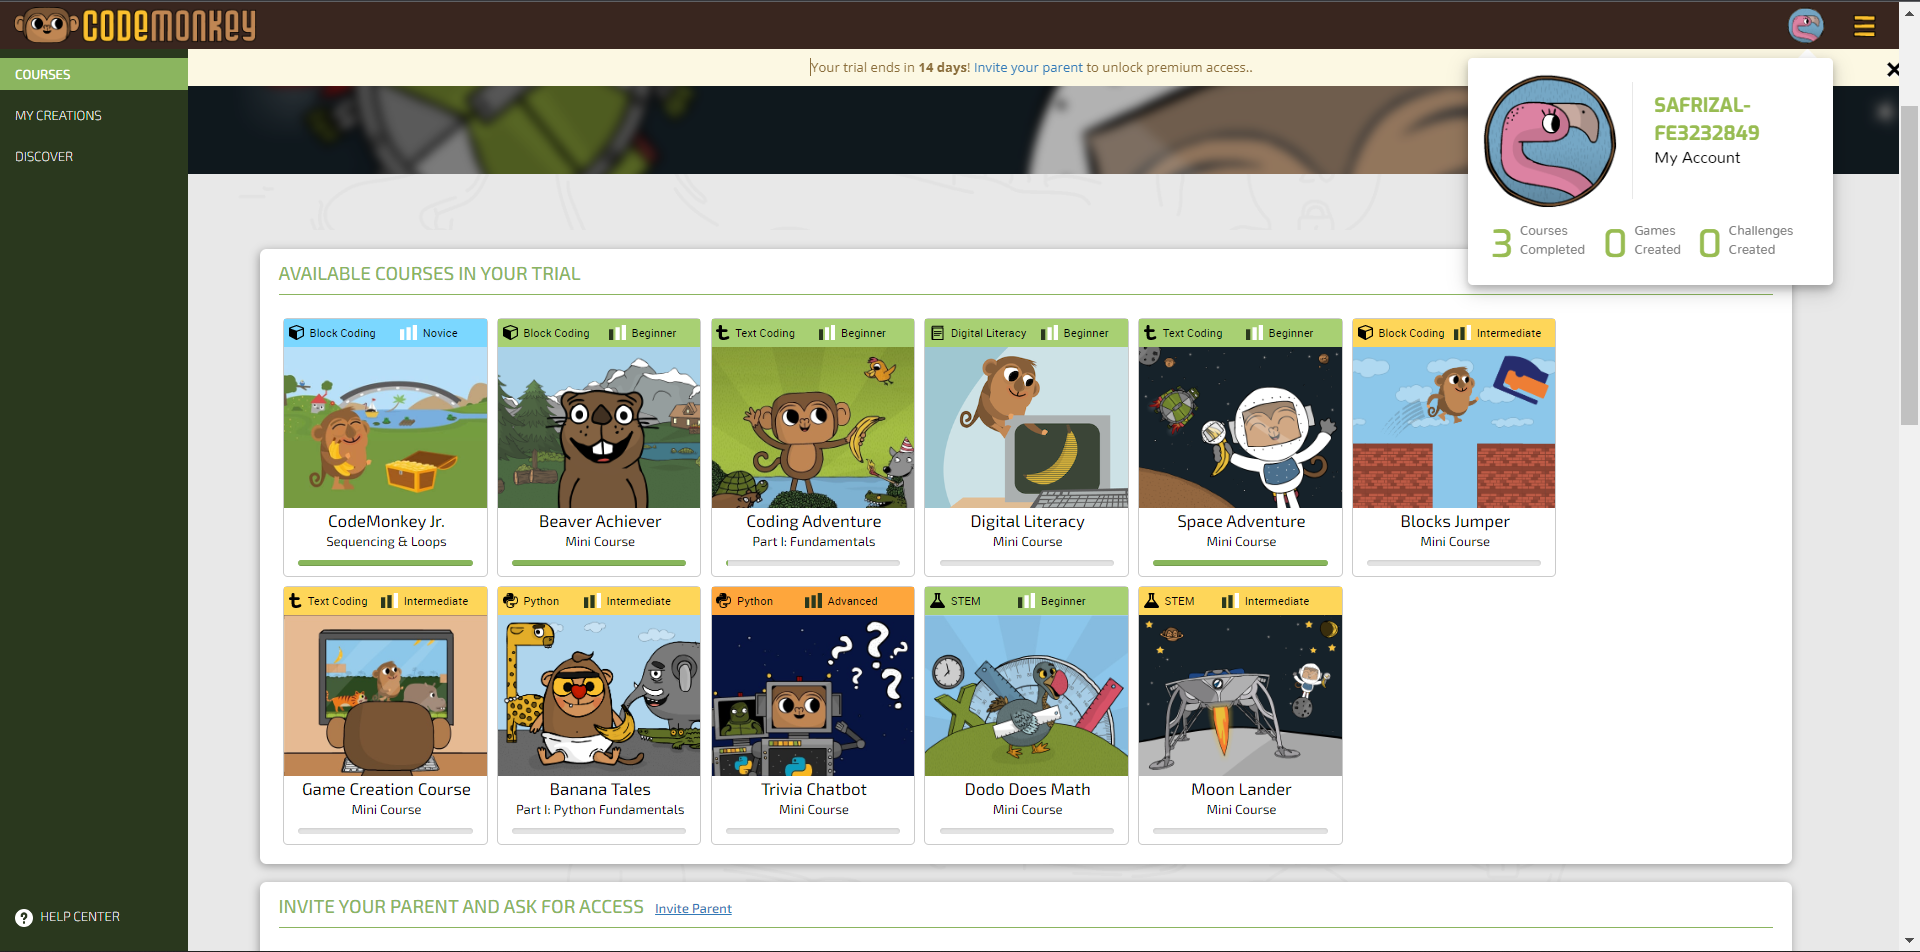 CODEMONKEY
COURSES
MY CREATIONS
DISCOVER
HELP CENTER
Your trial ends in 14 days! Invite your parent to unlock premium access..
SAFRIZAL-
FE3232849
My Account
3 Courses Completed
0 Games Created
0 Challenges Created
AVAILABLE COURSES IN YOUR TRIAL
Block Coding Novice
CodeMonkey Jr.
Sequencing & Loops
Block Coding Beginner
Beaver Achiever
Mini Course
Text Coding Beginner
Coding Adventure
Part I: Fundamentals
Digital Literacy Beginner
Digital Literacy
Mini Course
Text Coding Beginner
Space Adventure
Mini Course
Block Coding Intermediate
Blocks Jumper
Mini Course
Text Coding Intermediate
Game Creation Course
Mini Course
Python Intermediate
Banana Tales
Part I: Python Fundamentals
Python Advanced
? ? ? ?
Trivia Chatbot
Mini Course
STEM Beginner
Dodo Does Math
Mini Course
STEM Intermediate
Moon Lander
Mini Course
INVITE YOUR PARENT AND ASK FOR ACCESS Invite Parent